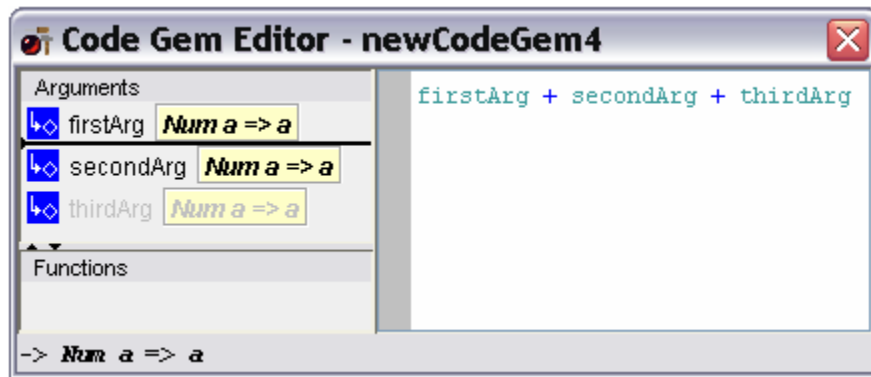 Code Gem Editor - newCodeGem4
Arguments
firstArg Num a => a
secondArg Num a => a
thirdArg Num a => a
Functions
firstArg + secondArg + thirdArg
-> Num a => a